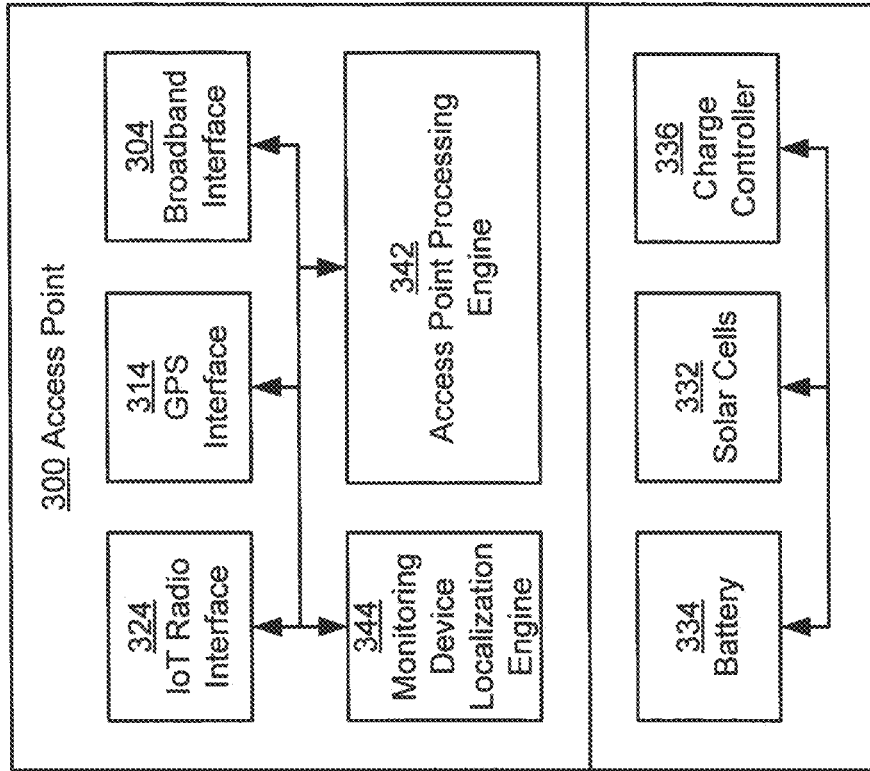 300 Access Point
324
IoT Radio
Interface
314
GPS
Interface
304
Broadband
Interface
344
Monitoring
Device
Localization
Engine
342
Access Point Processing
Engine
334
Battery
332
Solar Cells
336
Charge
Controller